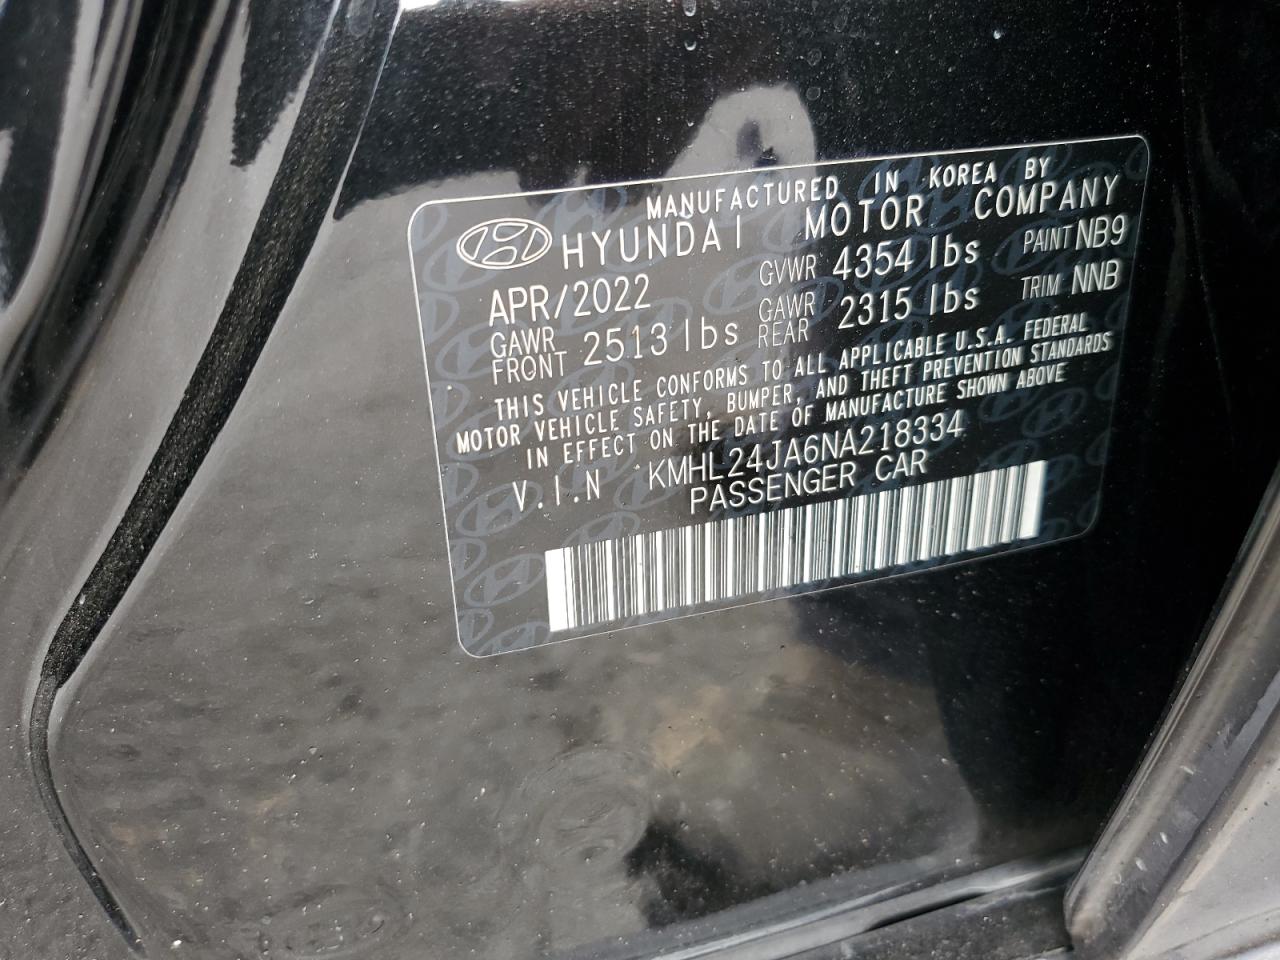 MANUFACTURED IN KOREA BY
HYUNDAI MOTOR COMPANY
APR/2022 GVWR 4354 lbs PAINT NB9
GAWR FRONT 2513 lbs GAWR REAR 2315 lbs TRIM NNB
THIS VEHICLE CONFORMS TO ALL APPLICABLE U.S.A. FEDERAL
MOTOR VEHICLE SAFETY, BUMPER, AND THEFT PREVENTION STANDARDS
IN EFFECT ON THE DATE OF MANUFACTURE SHOWN ABOVE
V.I.N KMHL24JA6NA218334
PASSENGER CAR